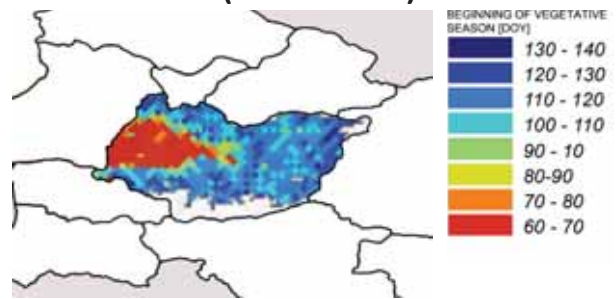 BEGINNING OF VEGETATIVE
SEASON [DOY]
130 - 140
120 - 130
110 - 120
100 - 110
90 - 10
80-90
70 - 80
60 - 70